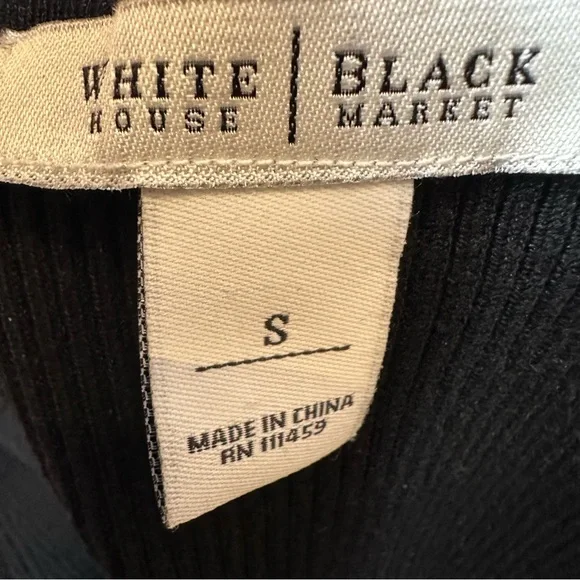 WHITE | BLACK
HOUSE | MARKET
S
MADE IN CHINA
RN 111459